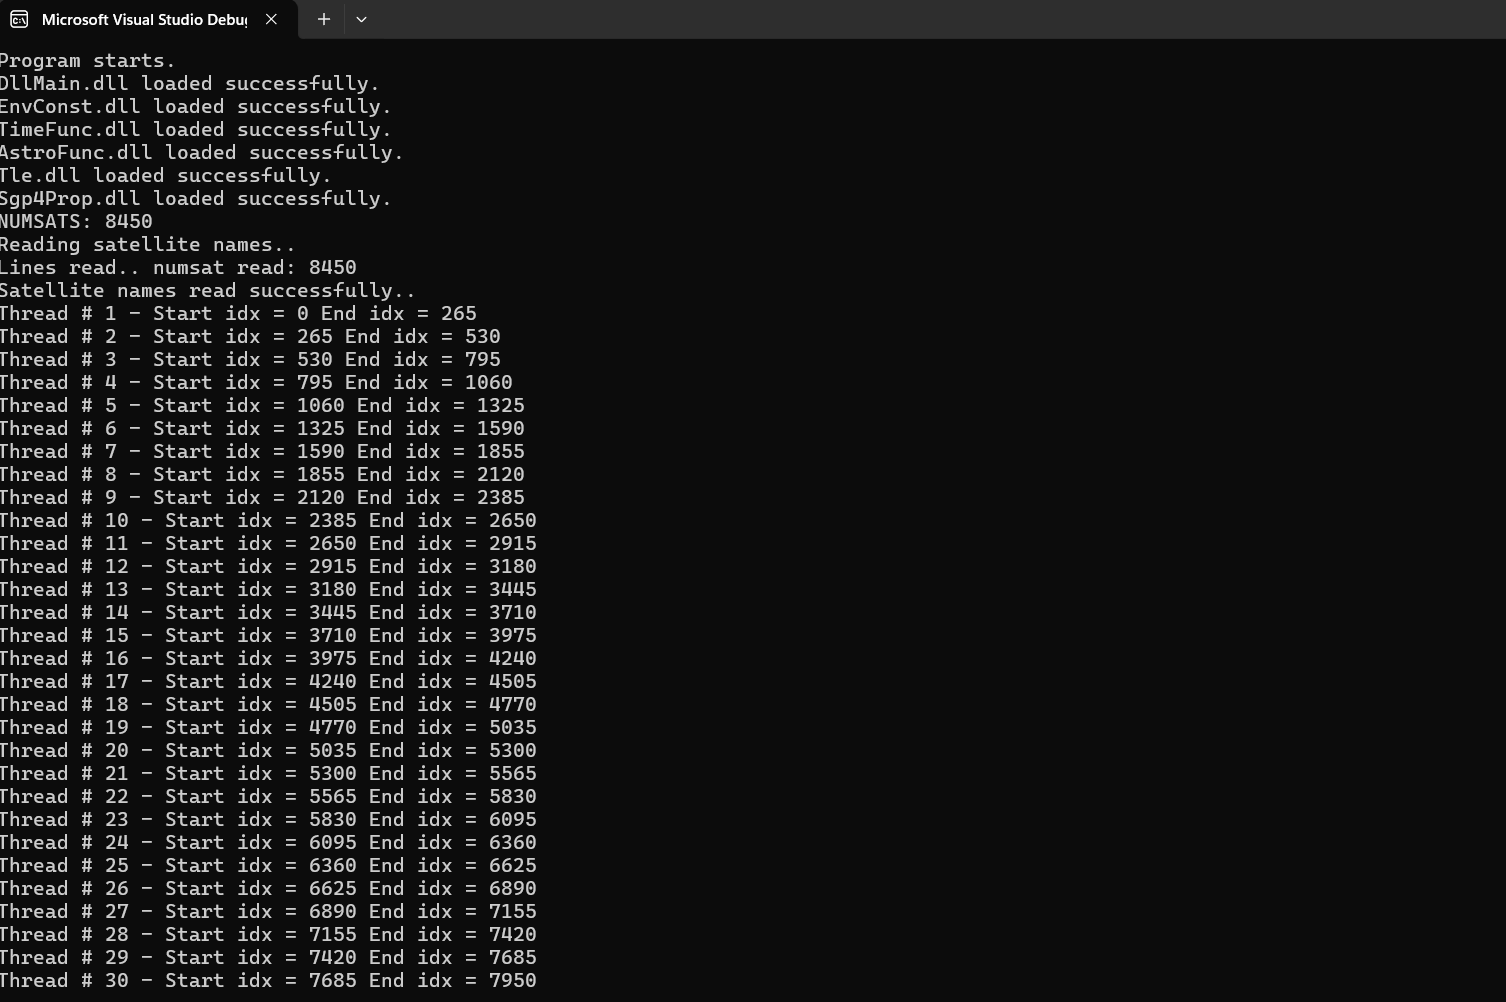 Microsoft Visual Studio Debu
Program starts.
DllMain.dll loaded successfully.
EnvConst.dll loaded successfully.
TimeFunc.dll loaded successfully.
AstroFunc.dll loaded successfully.
Tle.dll loaded successfully.
Sgp4Prop.dll loaded successfully.
NUMSATS: 8450
Reading satellite names..
Lines read.. numsat read: 8450
Satellite names read successfully..
Thread # 1 - Start idx = 0 End idx = 265
Thread # 2 - Start idx = 265 End idx = 530
Thread # 3 - Start idx = 530 End idx = 795
Thread # 4 - Start idx = 795 End idx = 1060
Thread # 5 - Start idx = 1060 End idx = 1325
Thread # 6 - Start idx = 1325 End idx = 1590
Thread # 7 - Start idx = 1590 End idx = 1855
Thread # 8 - Start idx = 1855 End idx = 2120
Thread # 9 - Start idx = 2120 End idx = 2385
Thread # 10 - Start idx = 2385 End idx = 2650
Thread # 11 - Start idx = 2650 End idx = 2915
Thread # 12 - Start idx = 2915 End idx = 3180
Thread # 13 - Start idx = 3180 End idx = 3445
Thread # 14 - Start idx = 3445 End idx = 3710
Thread # 15 - Start idx = 3710 End idx = 3975
Thread # 16 - Start idx = 3975 End idx = 4240
Thread # 17 - Start idx = 4240 End idx = 4505
Thread # 18 - Start idx = 4505 End idx = 4770
Thread # 19 - Start idx = 4770 End idx = 5035
Thread # 20 - Start idx = 5035 End idx = 5300
Thread # 21 - Start idx = 5300 End idx = 5565
Thread # 22 - Start idx = 5565 End idx = 5830
Thread # 23 - Start idx = 5830 End idx = 6095
Thread # 24 - Start idx = 6095 End idx = 6360
Thread # 25 - Start idx = 6360 End idx = 6625
Thread # 26 - Start idx = 6625 End idx = 6890
Thread # 27 - Start idx = 6890 End idx = 7155
Thread # 28 - Start idx = 7155 End idx = 7420
Thread # 29 - Start idx = 7420 End idx = 7685
Thread # 30 - Start idx = 7685 End idx = 7950